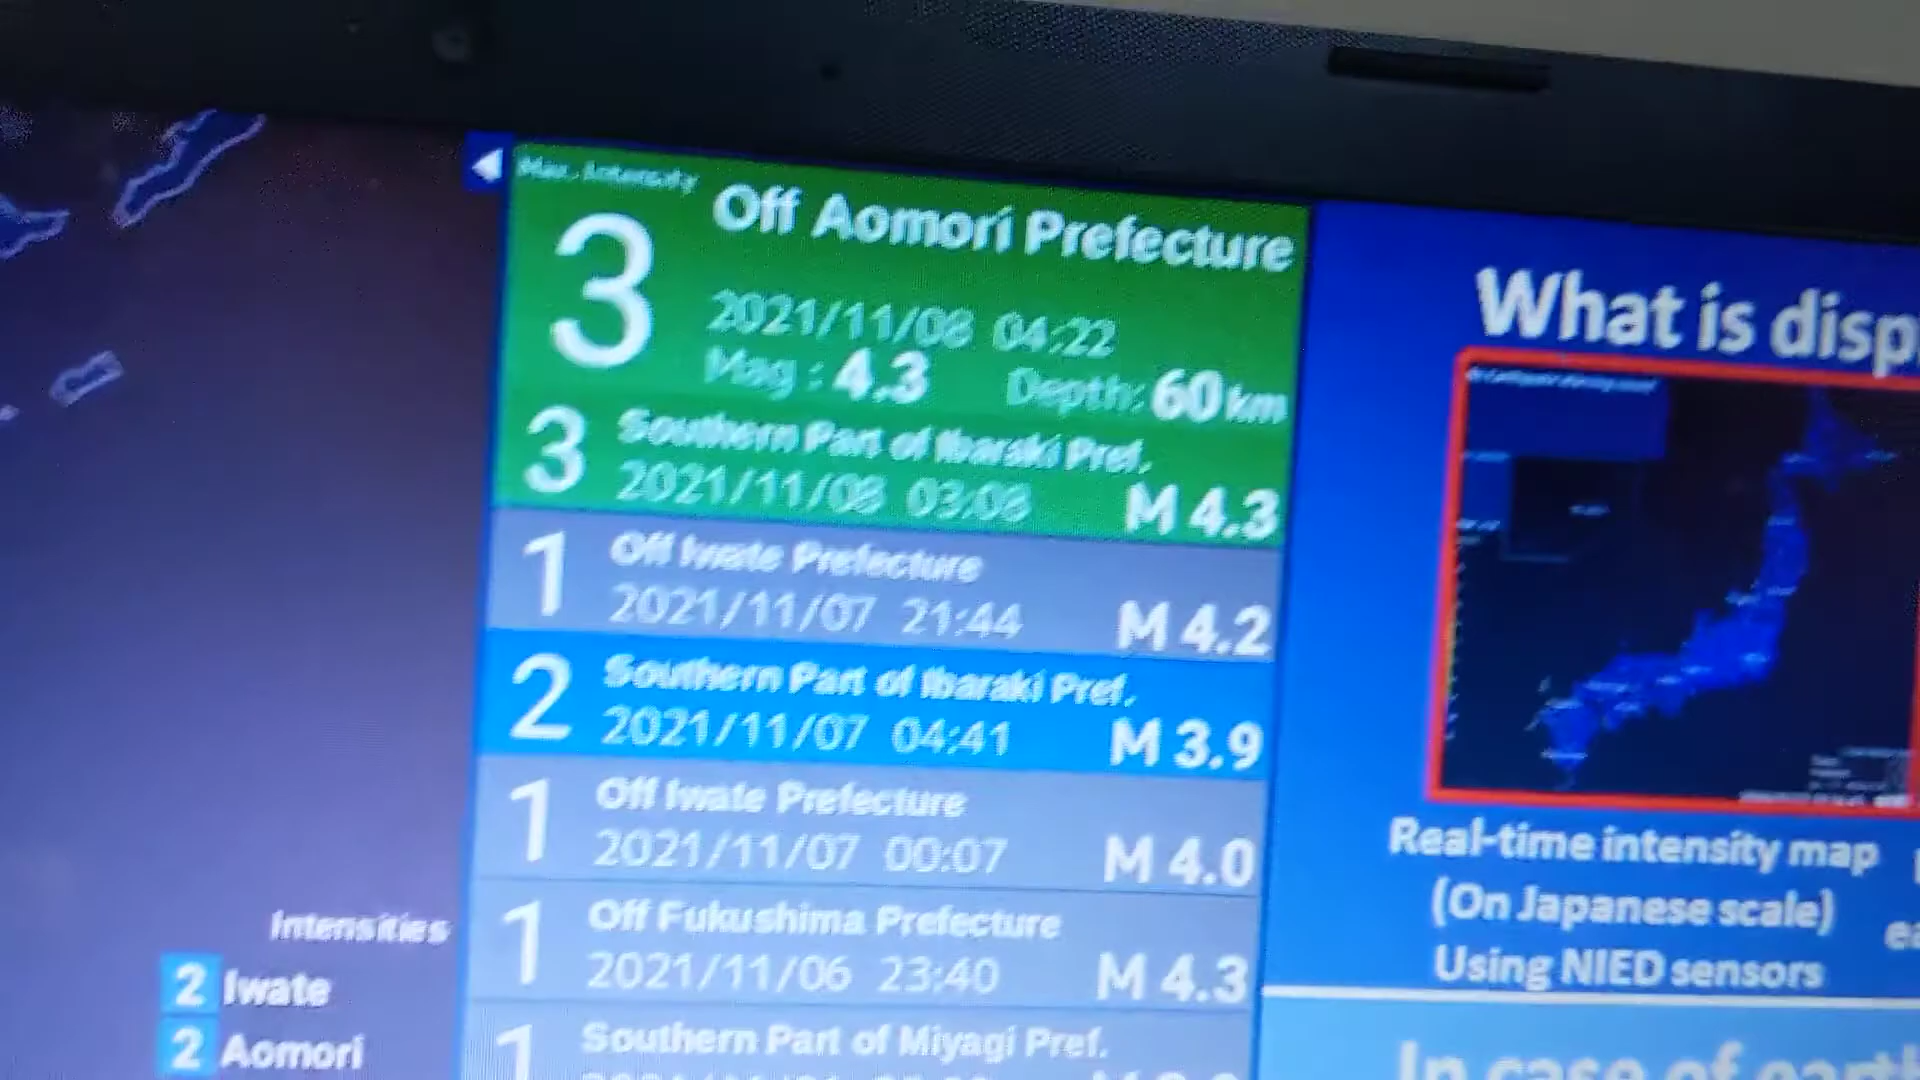 Max. Intensity
3
Off Aomori Prefecture
2021/11/08 04:22
Mag : 4.3 Depth: 60km
3
Southern Part of Ibaraki Pref.
2021/11/08 03:08 M 4.3
1
Off Iwate Prefecture
2021/11/07 21:44 M 4.2
2
Southern Part of Ibaraki Pref.
2021/11/07 04:41 M 3.9
1
Off Iwate Prefecture
2021/11/07 00:07 M 4.0
1
Off Fukushima Prefecture
2021/11/06 23:40 M 4.3
1
Southern Part of Miyagi Pref.
Intensities
2 Iwate
2 Aomori
What is disp
Real-time intensity map
(On Japanese scale)
Using NIED sensors
In case of